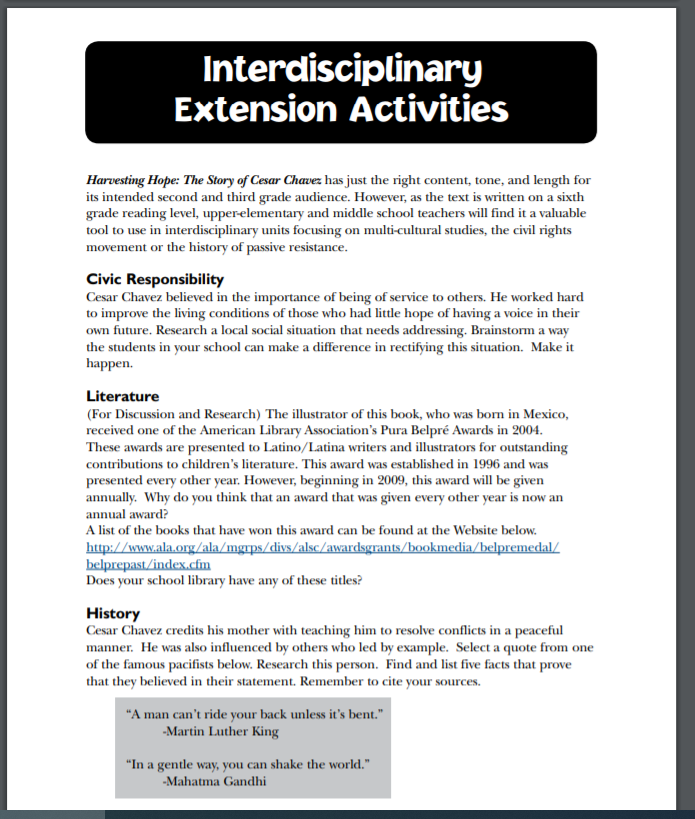 Interdisciplinary
Extension Activities
Harvesting Hope: The Story of Cesar Chavez has just the right content, tone, and length for
its intended second and third grade audience. However, as the text is written on a sixth
grade reading level, upper-elementary and middle school teachers will find it a valuable
tool to use in interdisciplinary units focusing on multi-cultural studies, the civil rights
movement or the history of passive resistance.
Civic Responsibility
Cesar Chavez believed in the importance of being of service to others. He worked hard
to improve the living conditions of those who had little hope of having a voice in their
own future. Research a local social situation that needs addressing. Brainstorm a way
the students in your school can make a difference in rectifying this situation. Make it
happen.
Literature
(For Discussion and Research) The illustrator of this book, who was born in Mexico,
received one of the American Library Association's Pura Belpré Awards in 2004.
These awards are presented to Latino/Latina writers and illustrators for outstanding
contributions to children's literature. This award was established in 1996 and was
presented every other year. However, beginning in 2009, this award will be given
annually. Why do you think that an award that was given every other year is now an
annual award?
A list of the books that have won this award can be found at the Website below.
http://www.ala.org/ala/mgrps/divs/alsc/awardsgrants/bookmedia/belpremedal/
belprepast/index.cfm
Does your school library have any of these titles?
History
Cesar Chavez credits his mother with teaching him to resolve conflicts in a peaceful
manner. He was also influenced by others who led by example. Select a quote from one
of the famous pacifists below. Research this person. Find and list five facts that prove
that they believed in their statement. Remember to cite your sources.
"A man can't ride your back unless it's bent."
-Martin Luther King
"In a gentle way, you can shake the world."
-Mahatma Gandhi